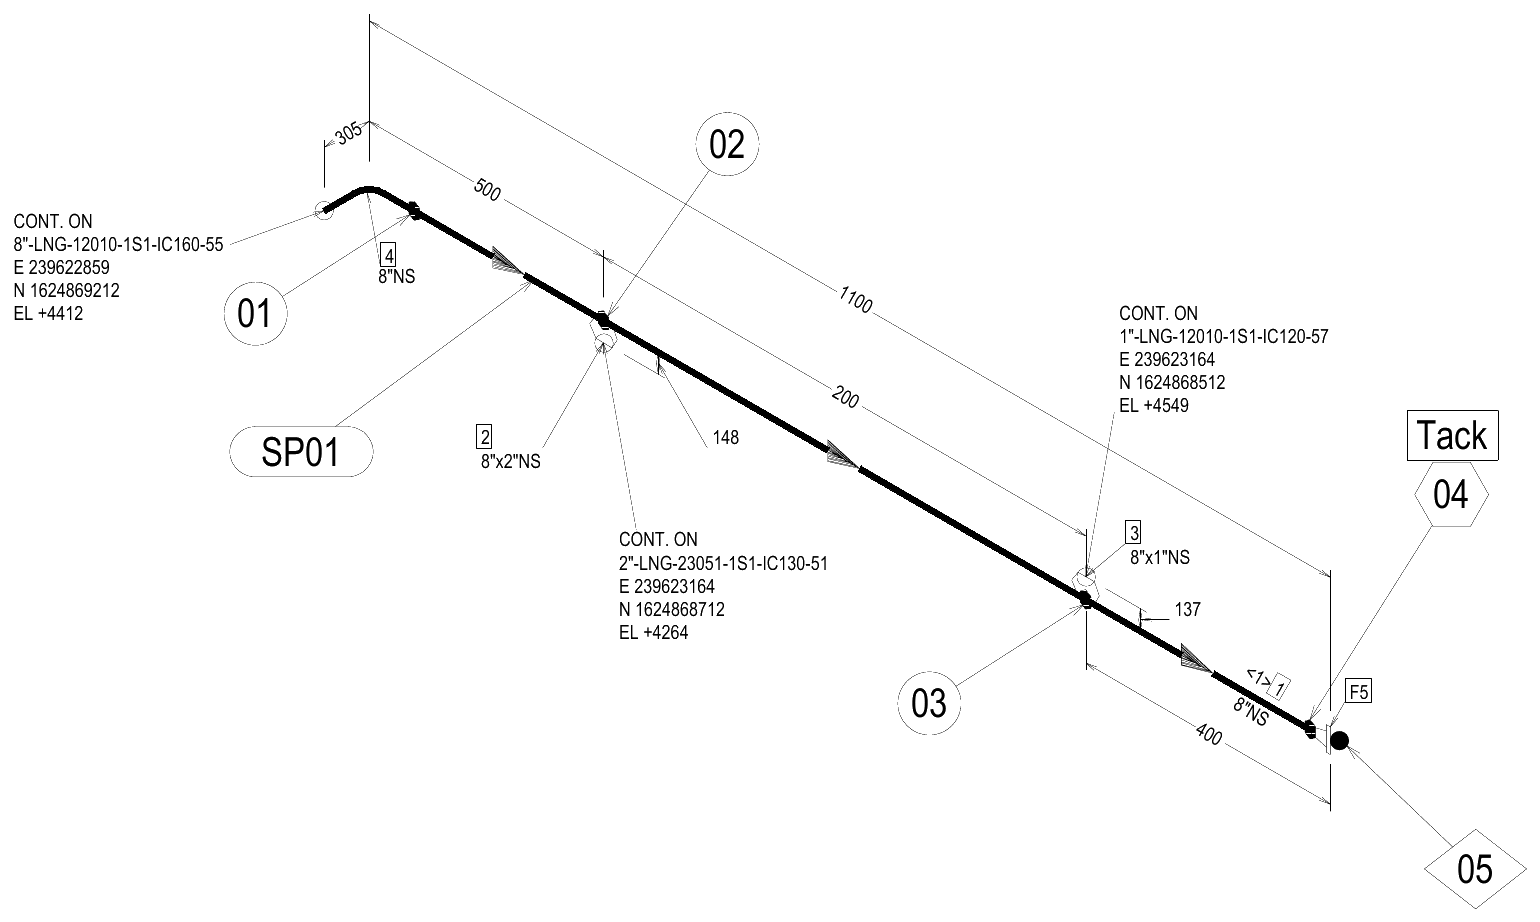 305
02
500
CONT. ON
8"-LNG-12010-1S1-IC160-55
E 239622859
N 1624869212
EL +4412
4
8"NS
01
1100
CONT. ON
1"-LNG-12010-1S1-IC120-57
E 239623164
N 1624868512
EL +4549
200
SP01
2
8"x2"NS
148
Tack
04
CONT. ON
2"-LNG-23051-1S1-IC130-51
E 239623164
N 1624868712
EL +4264
3
8"x1"NS
137
03
<1> 1
8"NS
F5
400
05